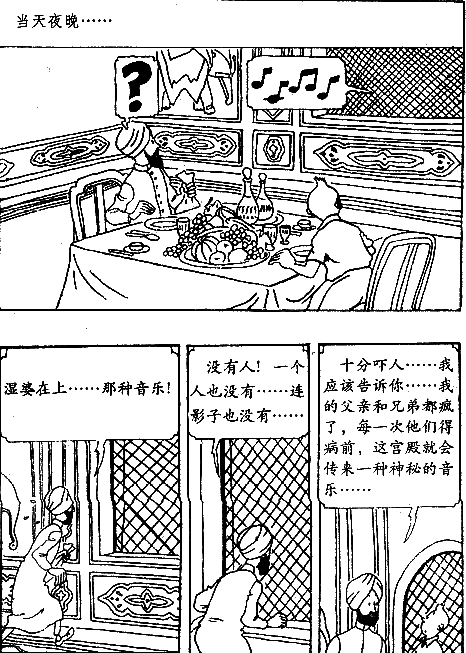 当天夜晚……
?
湿婆在上……那种音乐!
没有人! 一个
人也没有……连
影子也没有……
十分吓人……我
应该告诉你……我
的父亲和兄弟都疯
了, 每一次他们得
病前, 这宫殿就会
传来一种神秘的音
乐……